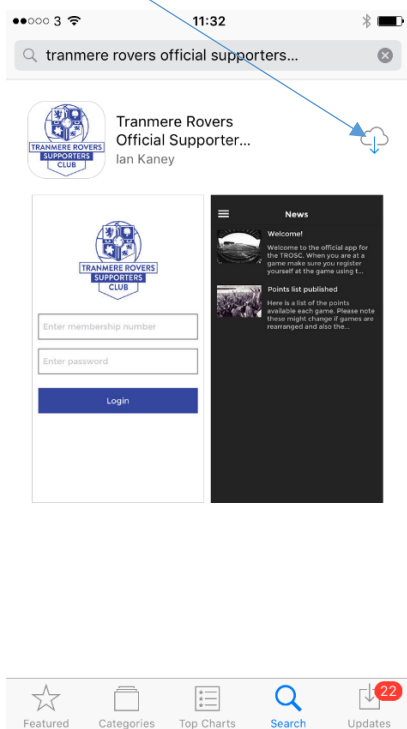 3 11:32
tranmere rovers official supporters...
TRANMERE ROVERS
SUPPORTERS
CLUB
Tranmere Rovers
Official Supporter...
Ian Kaney
TRANMERE ROVERS
SUPPORTERS
CLUB
Enter membership number
Enter password
Login
News
Welcome!
Welcome to the official app for
the TROSC. When you are at a
game make sure you register
yourself at the game using t...
Points list published
Here is a list of the points
available each game. Please note
these might change if games are
rearranged and also the...
Featured Categories Top Charts Search Updates
22